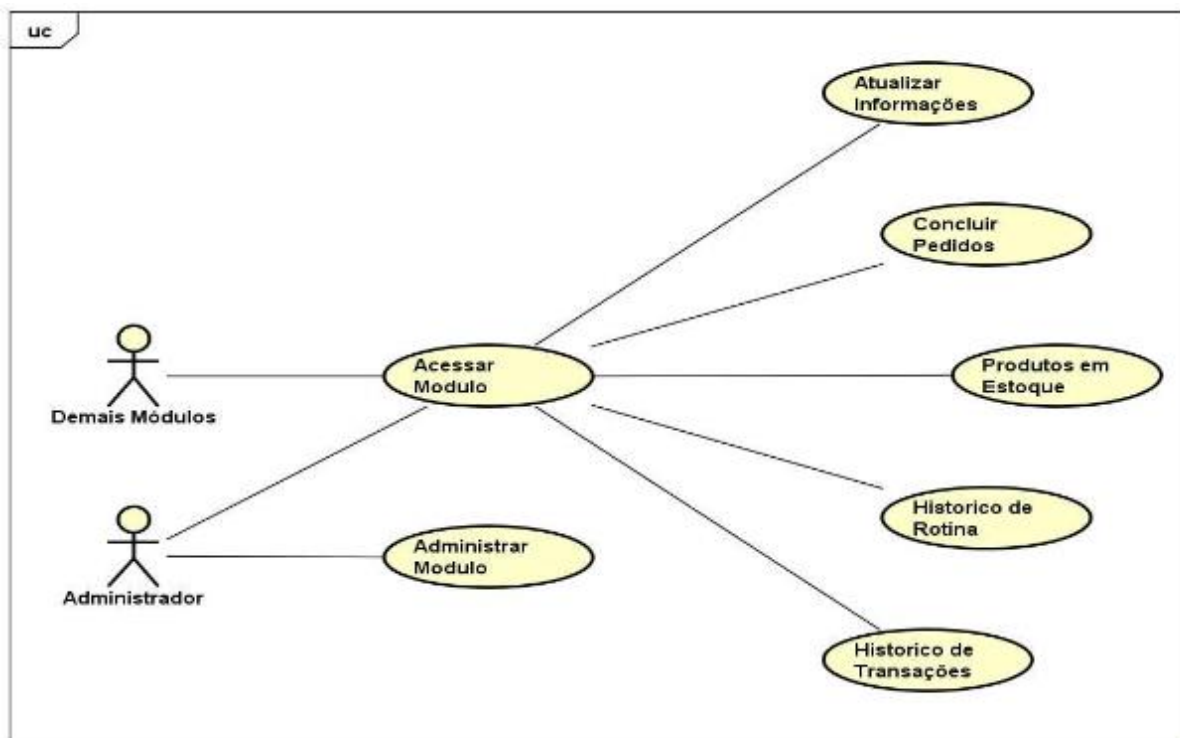 uc
Atualizar
Informações
Concluir
Pedidos
Acessar
Modulo
Produtos em
Estoque
Demais Módulos
Historico de
Rotina
Administrar
Modulo
Administrador
Historico de
Transações